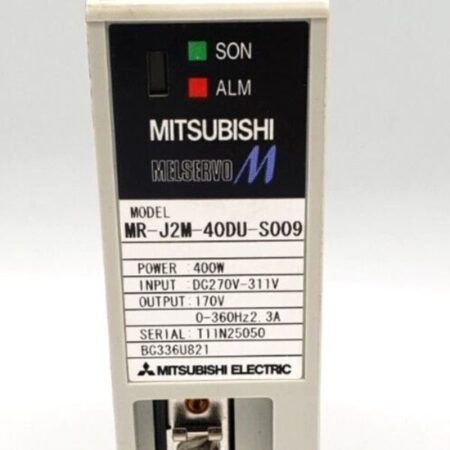 SON
ALM
MITSUBISHI
MELSERVO M
MODEL
MR-J2M-40DU-S009
POWER :400W
INPUT :DC270V-311V
OUTPUT:170V
0-360Hz2.3A
SERIAL:T11N25050
BC336U821
MITSUBISHI ELECTRIC